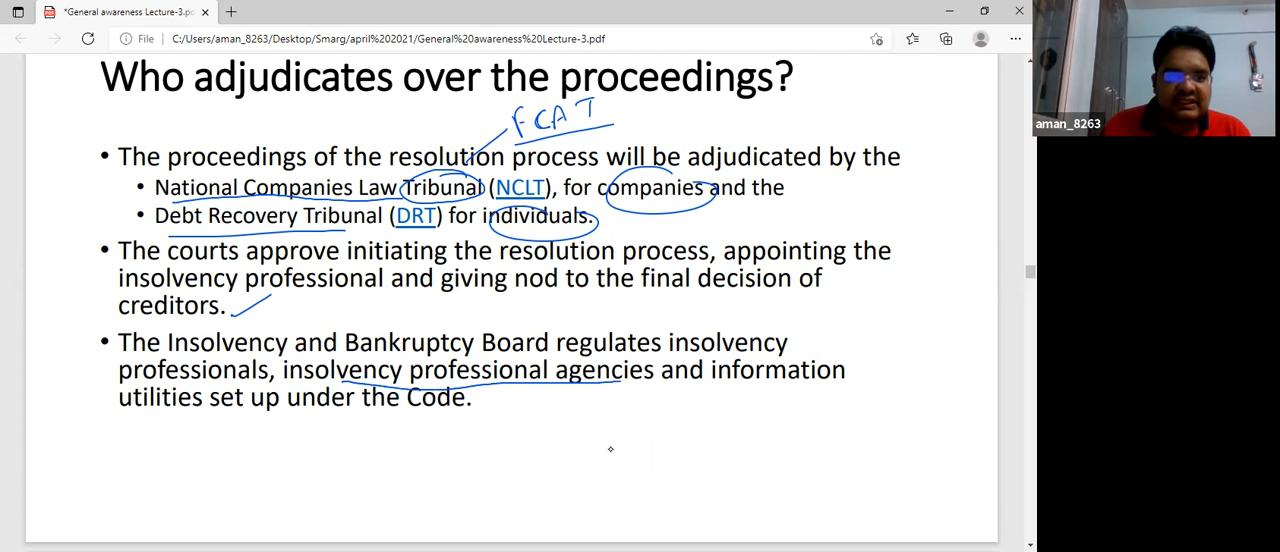 *General awareness Lecture-3.pc
File
C:/Users/aman_8263/Desktop/Smarg/april%202021/General%20awareness%20Lecture-3.pdf
Who adjudicates over the proceedings?
FCAT
• The proceedings of the resolution process will be adjudicated by the
• National Companies Law Tribunal (NCLT), for companies and the
• Debt Recovery Tribunal (DRT) for individuals.
• The courts approve initiating the resolution process, appointing the
insolvency professional and giving nod to the final decision of
creditors.
• The Insolvency and Bankruptcy Board regulates insolvency
professionals, insolvency professional agencies and information
utilities set up under the Code.
aman_8263